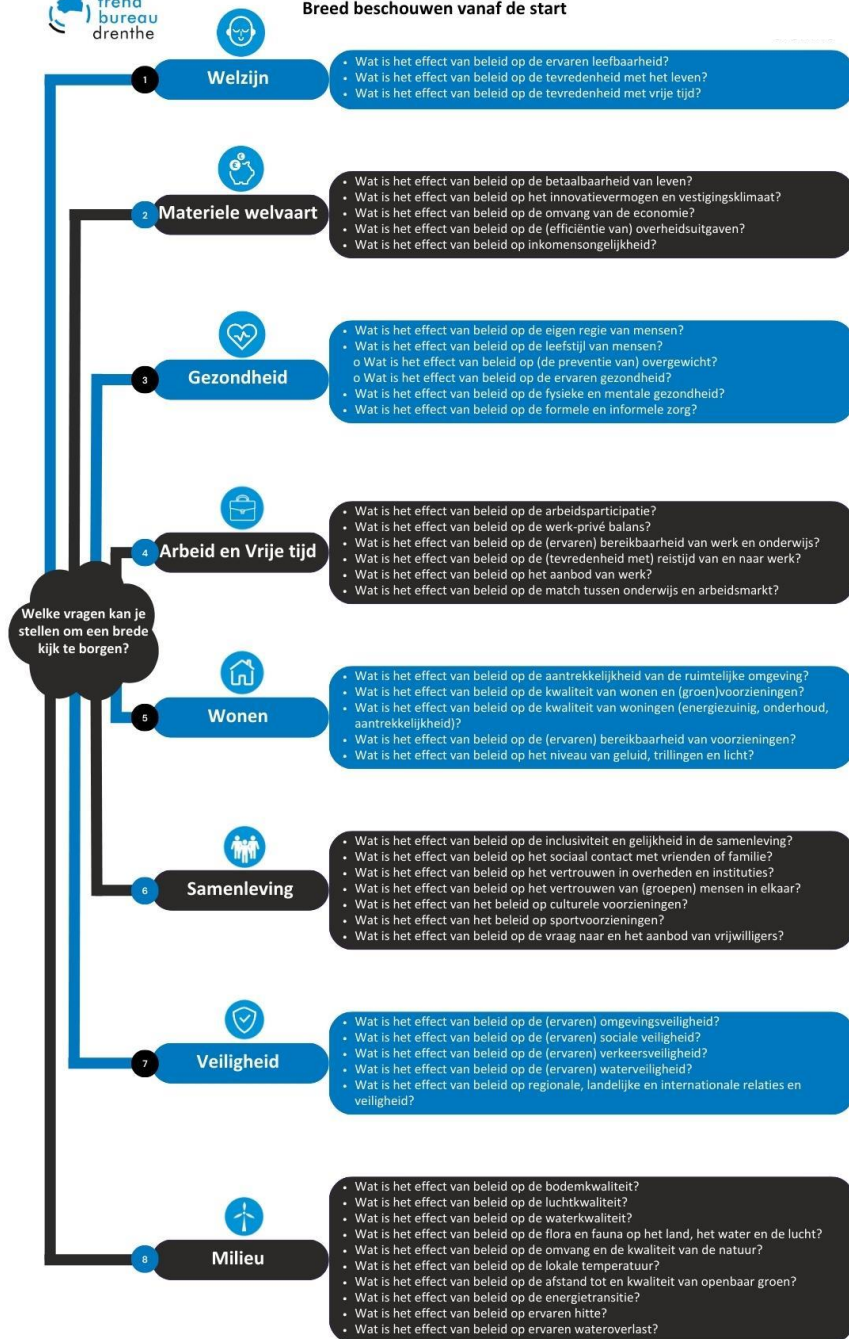 trend
bureau
drenthe
Breed beschouwen vanaf de start
1
Welzijn
• Wat is het effect van beleid op de ervaren leefbaarheid?
• Wat is het effect van beleid op de tevredenheid met het leven?
• Wat is het effect van beleid op de tevredenheid met vrije tijd?
2
Materiele welvaart
• Wat is het effect van beleid op de betaalbaarheid van leven?
• Wat is het effect van beleid op het innovatievermogen en vestigingsklimaat?
• Wat is het effect van beleid op de omvang van de economie?
• Wat is het effect van beleid op de (efficiëntie van) overheidsuitgaven?
• Wat is het effect van beleid op inkomensongelijkheid?
3
Gezondheid
• Wat is het effect van beleid op de eigen regie van mensen?
• Wat is het effect van beleid op de leefstijl van mensen?
o Wat is het effect van beleid op (de preventie van) overgewicht?
o Wat is het effect van beleid op de ervaren gezondheid?
• Wat is het effect van beleid op de fysieke en mentale gezondheid?
• Wat is het effect van beleid op de formele en informele zorg?
4
Arbeid en Vrije tijd
• Wat is het effect van beleid op de arbeidsparticipatie?
• Wat is het effect van beleid op de werk-privé balans?
• Wat is het effect van beleid op de (ervaren) bereikbaarheid van werk en onderwijs?
• Wat is het effect van beleid op de (tevredenheid met) reistijd van en naar werk?
• Wat is het effect van beleid op het aanbod van werk?
• Wat is het effect van beleid op de match tussen onderwijs en arbeidsmarkt?
Welke vragen kan je
stellen om een brede
kijk te borgen?
5
Wonen
• Wat is het effect van beleid op de aantrekkelijkheid van de ruimtelijke omgeving?
• Wat is het effect van beleid op de kwaliteit van wonen en (groen)voorzieningen?
• Wat is het effect van beleid op de kwaliteit van woningen (energiezuinig, onderhoud,
aantrekkelijkheid)?
• Wat is het effect van beleid op de (ervaren) bereikbaarheid van voorzieningen?
• Wat is het effect van beleid op het niveau van geluid, trillingen en licht?
6
Samenleving
• Wat is het effect van beleid op de inclusiviteit en gelijkheid in de samenleving?
• Wat is het effect van beleid op het sociaal contact met vrienden of familie?
• Wat is het effect van beleid op het vertrouwen in overheden en instituties?
• Wat is het effect van beleid op het vertrouwen van (groepen) mensen in elkaar?
• Wat is het effect van het beleid op culturele voorzieningen?
• Wat is het effect van het beleid op sportvoorzieningen?
• Wat is het effect van beleid op de vraag naar en het aanbod van vrijwilligers?
7
Veiligheid
• Wat is het effect van beleid op de (ervaren) omgevingsveiligheid?
• Wat is het effect van beleid op de (ervaren) sociale veiligheid?
• Wat is het effect van beleid op de (ervaren) verkeersveiligheid?
• Wat is het effect van beleid op de (ervaren) waterveiligheid?
• Wat is het effect van beleid op regionale, landelijke en internationale relaties en
veiligheid?
8
Milieu
• Wat is het effect van beleid op de bodemkwaliteit?
• Wat is het effect van beleid op de luchtkwaliteit?
• Wat is het effect van beleid op de waterkwaliteit?
• Wat is het effect van beleid op de flora en fauna op het land, het water en de lucht?
• Wat is het effect van beleid op de omvang en de kwaliteit van de natuur?
• Wat is het effect van beleid op de lokale temperatuur?
• Wat is het effect van beleid op de afstand tot en kwaliteit van openbaar groen?
• Wat is het effect van beleid op de energietransitie?
• Wat is het effect van beleid op ervaren hitte?
• Wat is het effect van beleid op ervaren wateroverlast?